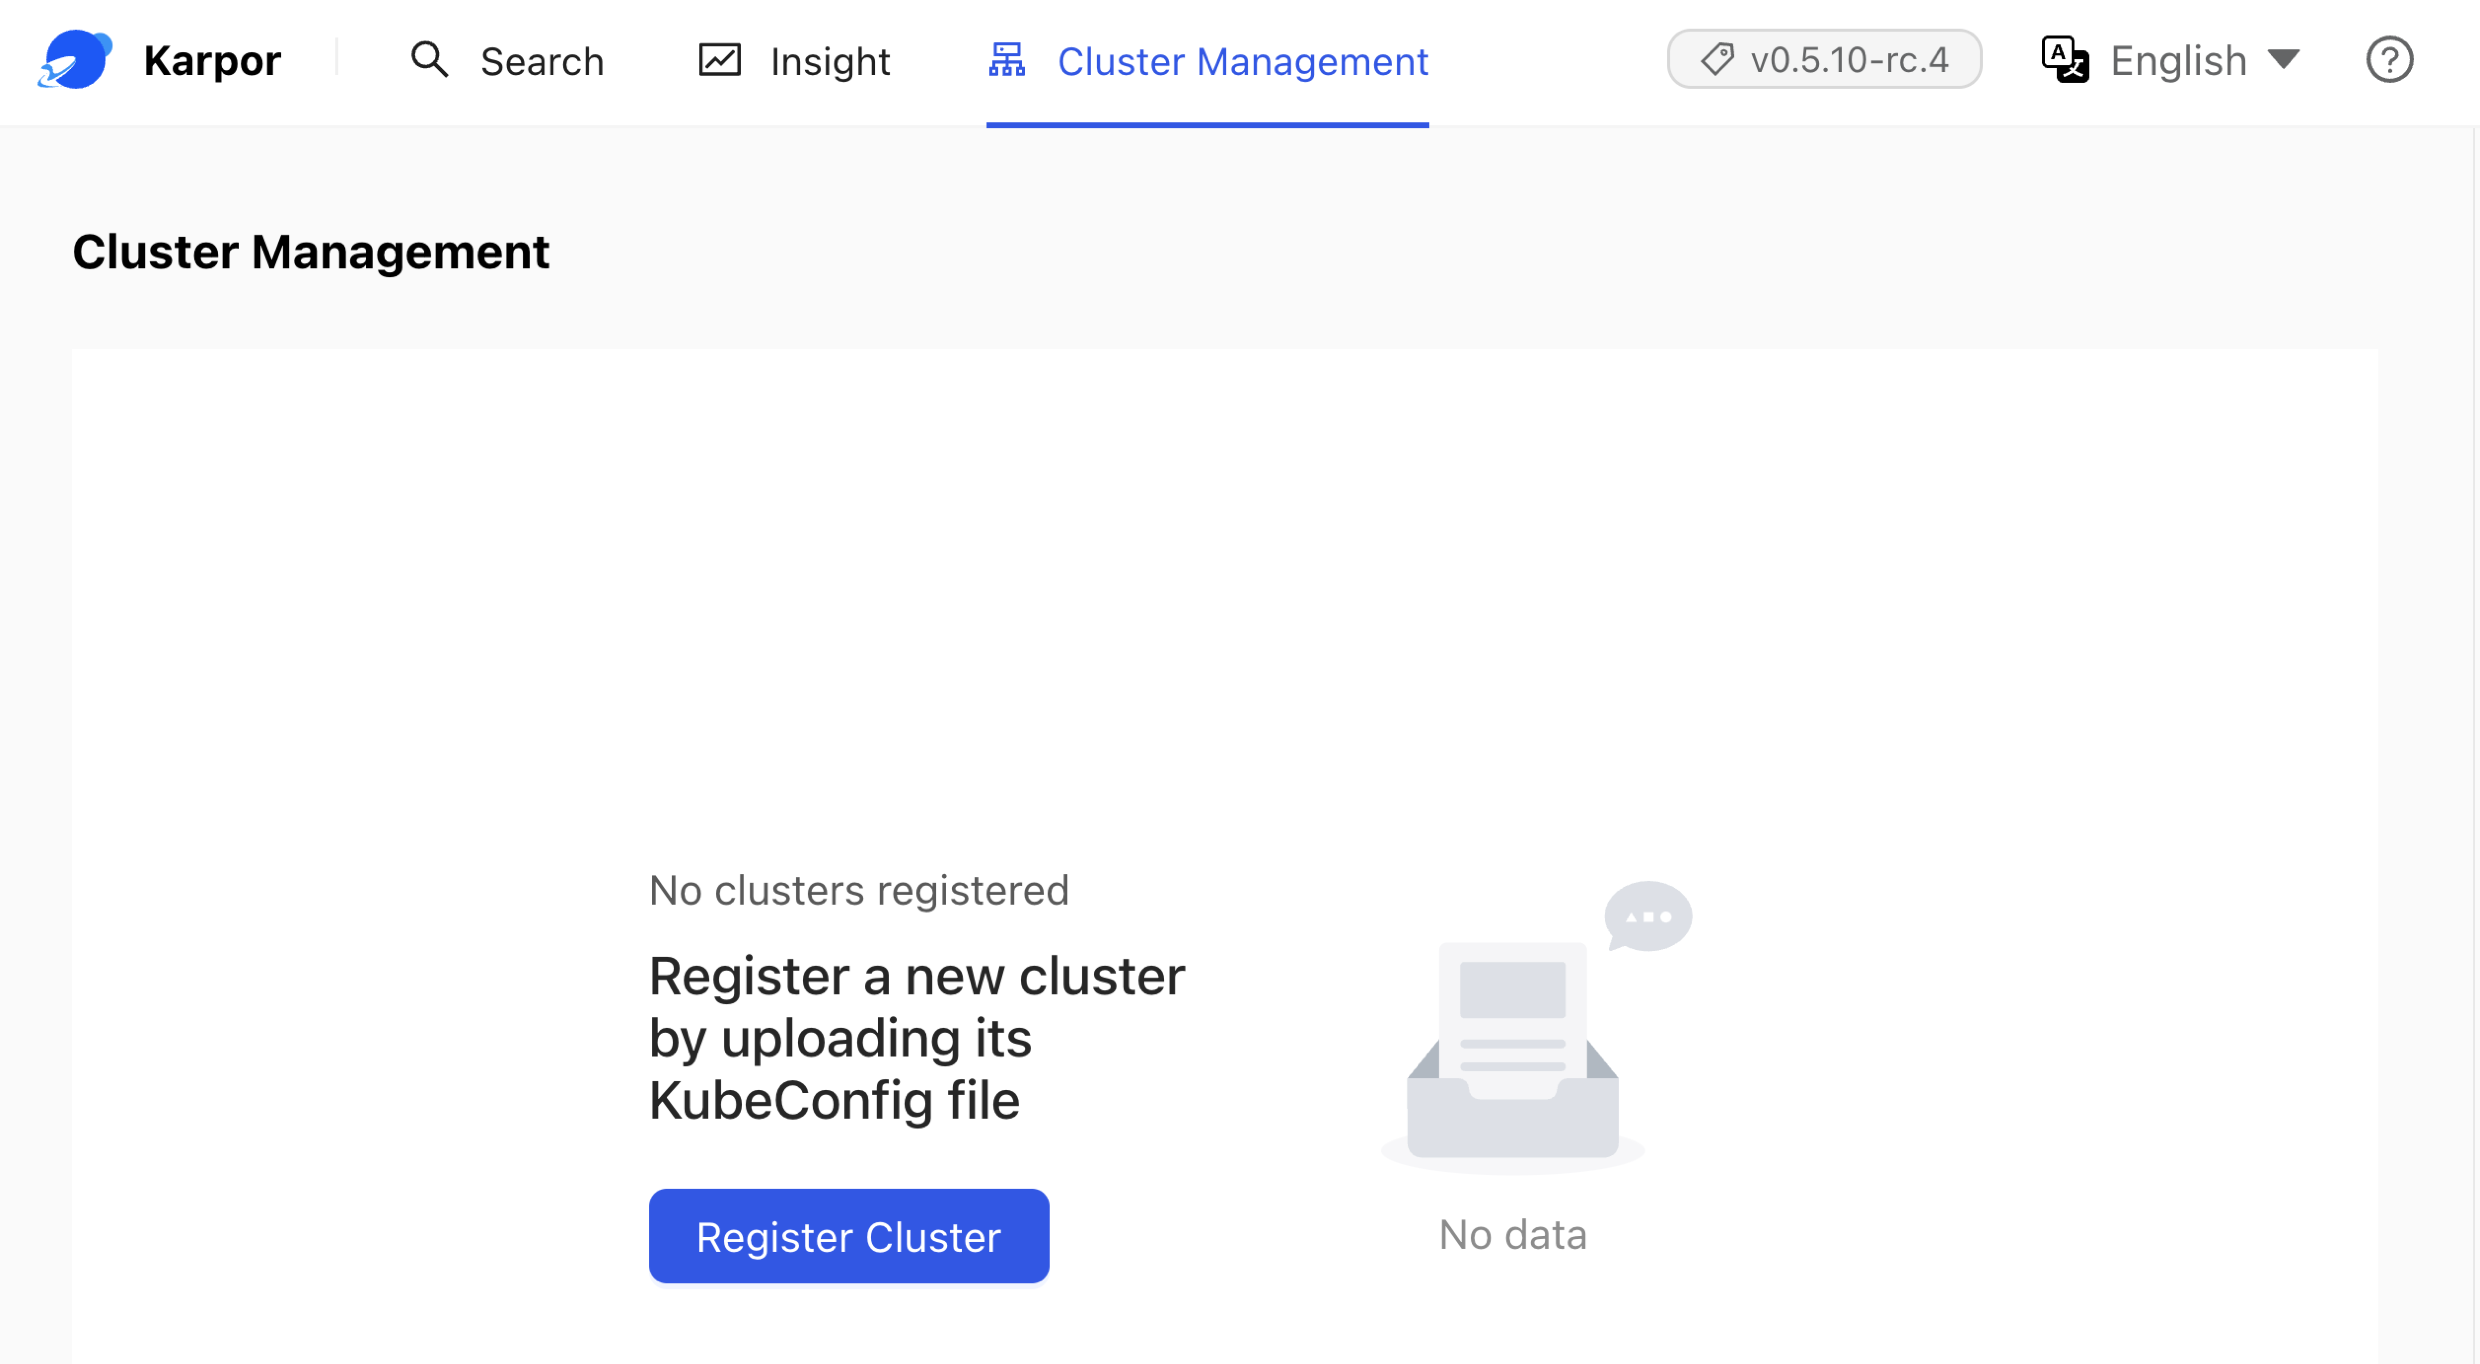 Karpor
Search
Insight
Cluster Management
v0.5.10-rc.4
English
Cluster Management
No clusters registered
Register a new cluster
by uploading its
KubeConfig file
Register Cluster
No data